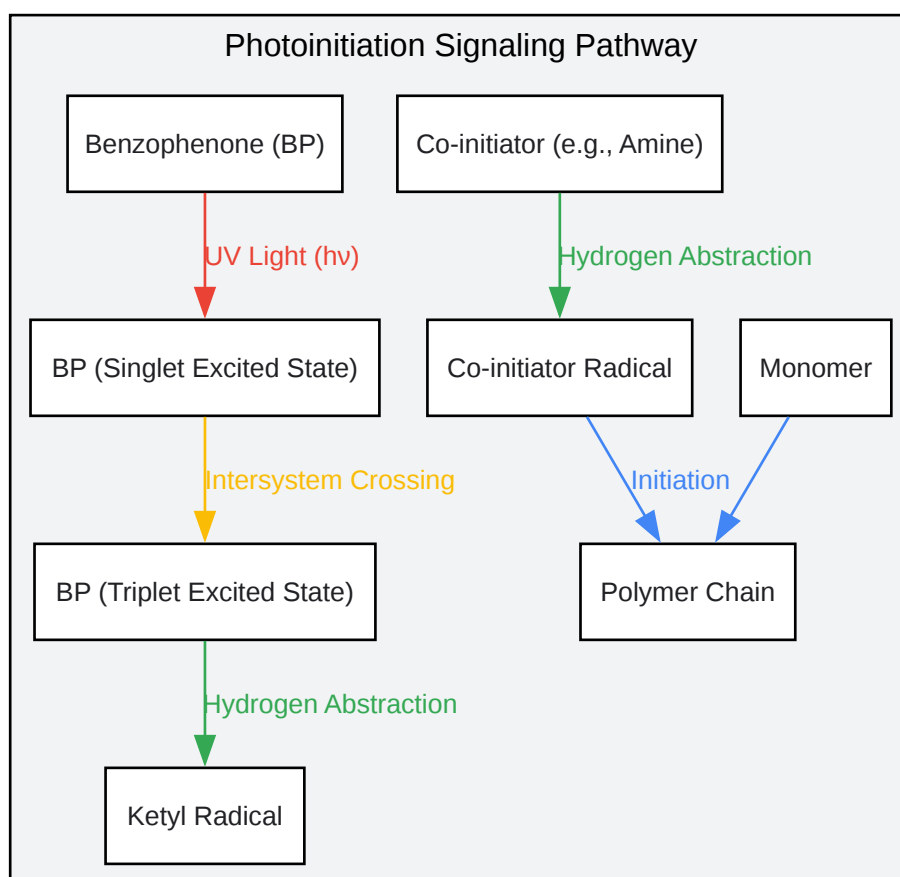 Photoinitiation Signaling Pathway
Benzophenone (BP)
Co-initiator (e.g., Amine)
UV Light (hν)
Hydrogen Abstraction
BP (Singlet Excited State)
Co-initiator Radical
Monomer
Intersystem Crossing
Initiation
BP (Triplet Excited State)
Polymer Chain
Hydrogen Abstraction
Ketyl Radical